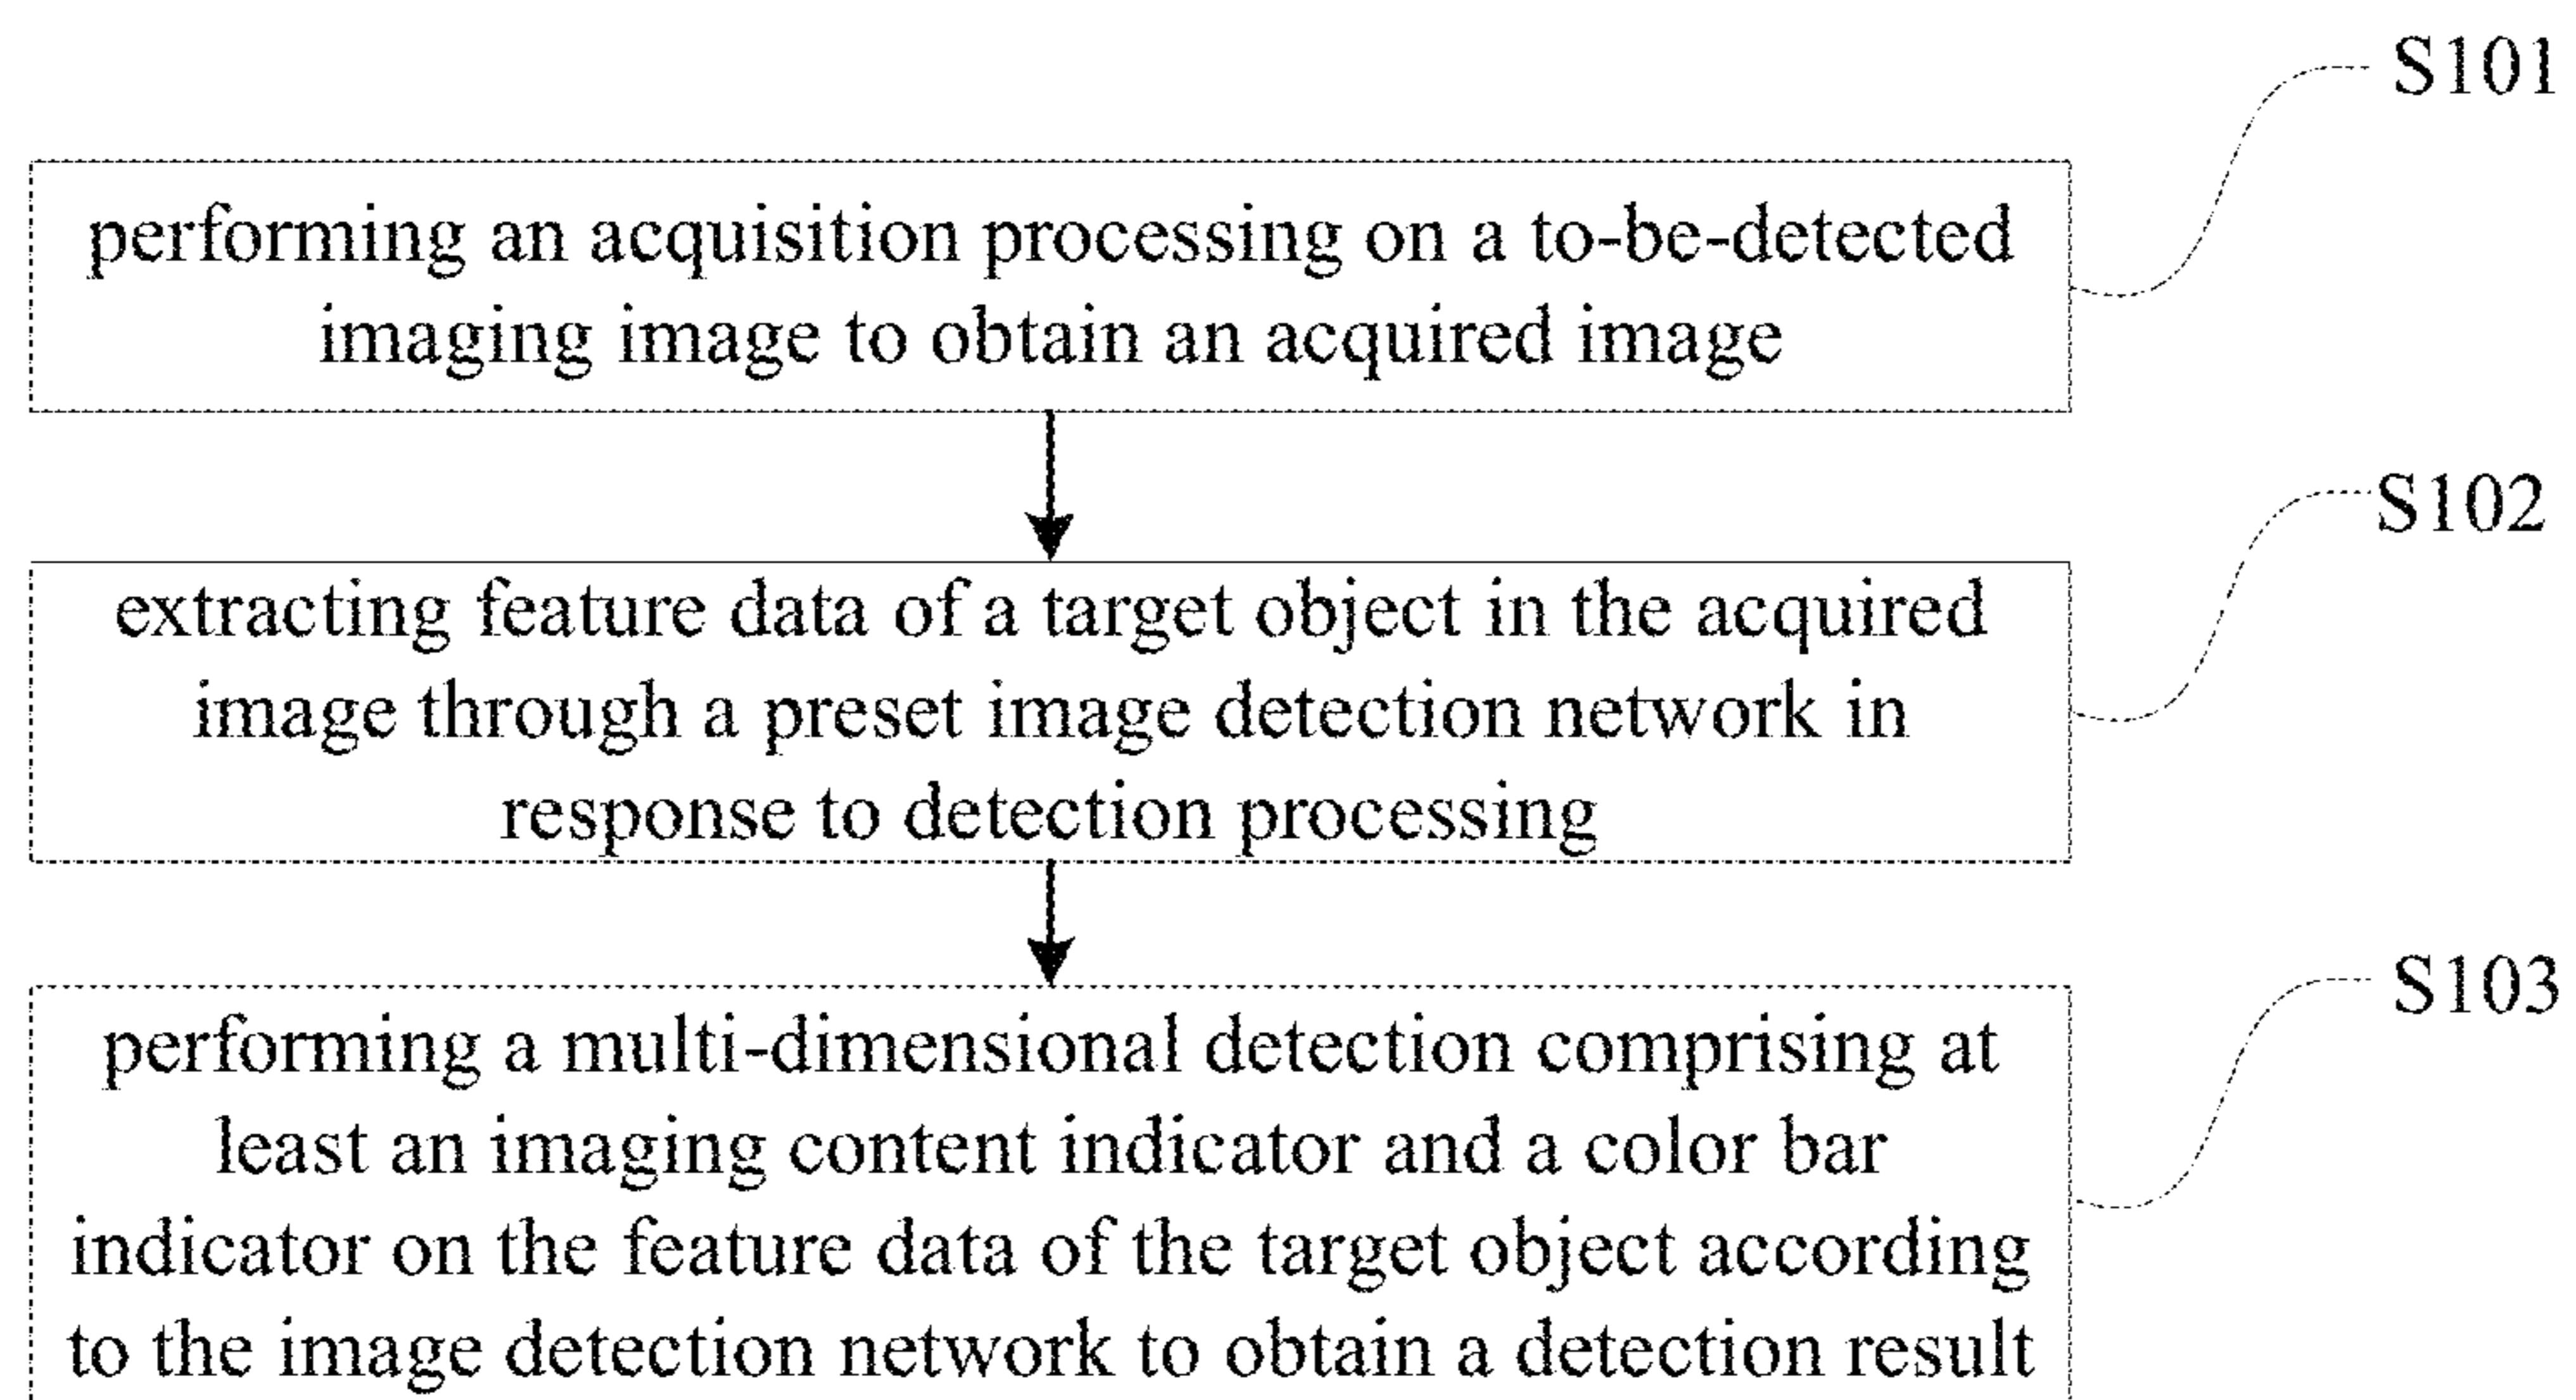 S101
performing an acquisition processing on a to-be-detected
imaging image to obtain an acquired image
S102
extracting feature data of a target object in the acquired
image through a preset image detection network in
response to detection processing
S103
performing a multi-dimensional detection comprising at
least an imaging content indicator and a color bar
indicator on the feature data of the target object according
to the image detection network to obtain a detection result